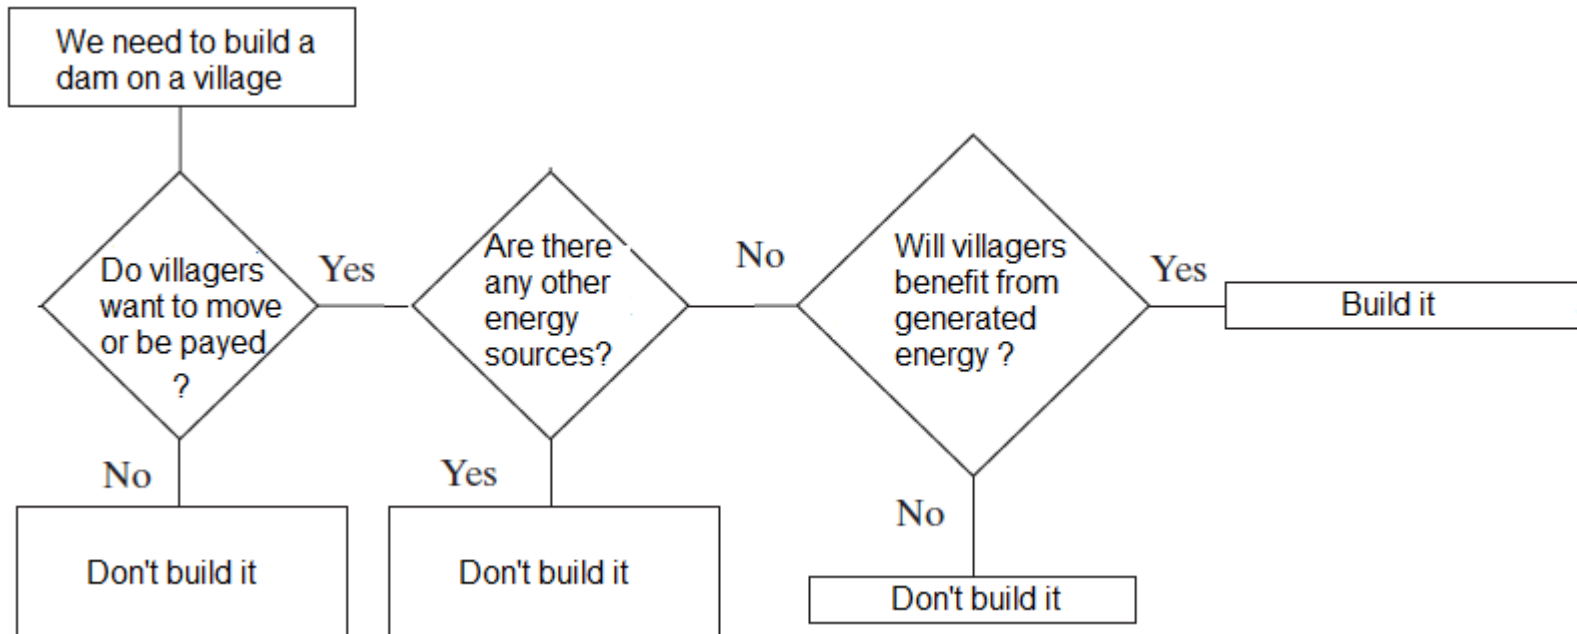 We need to build a
dam on a village
Do villagers
want to move
or be payed
?
Yes
No
Don't build it
Are there
any other
energy
sources?
No
Yes
Don't build it
Will villagers
benefit from
generated
energy ?
Yes
No
Don't build it
Build it